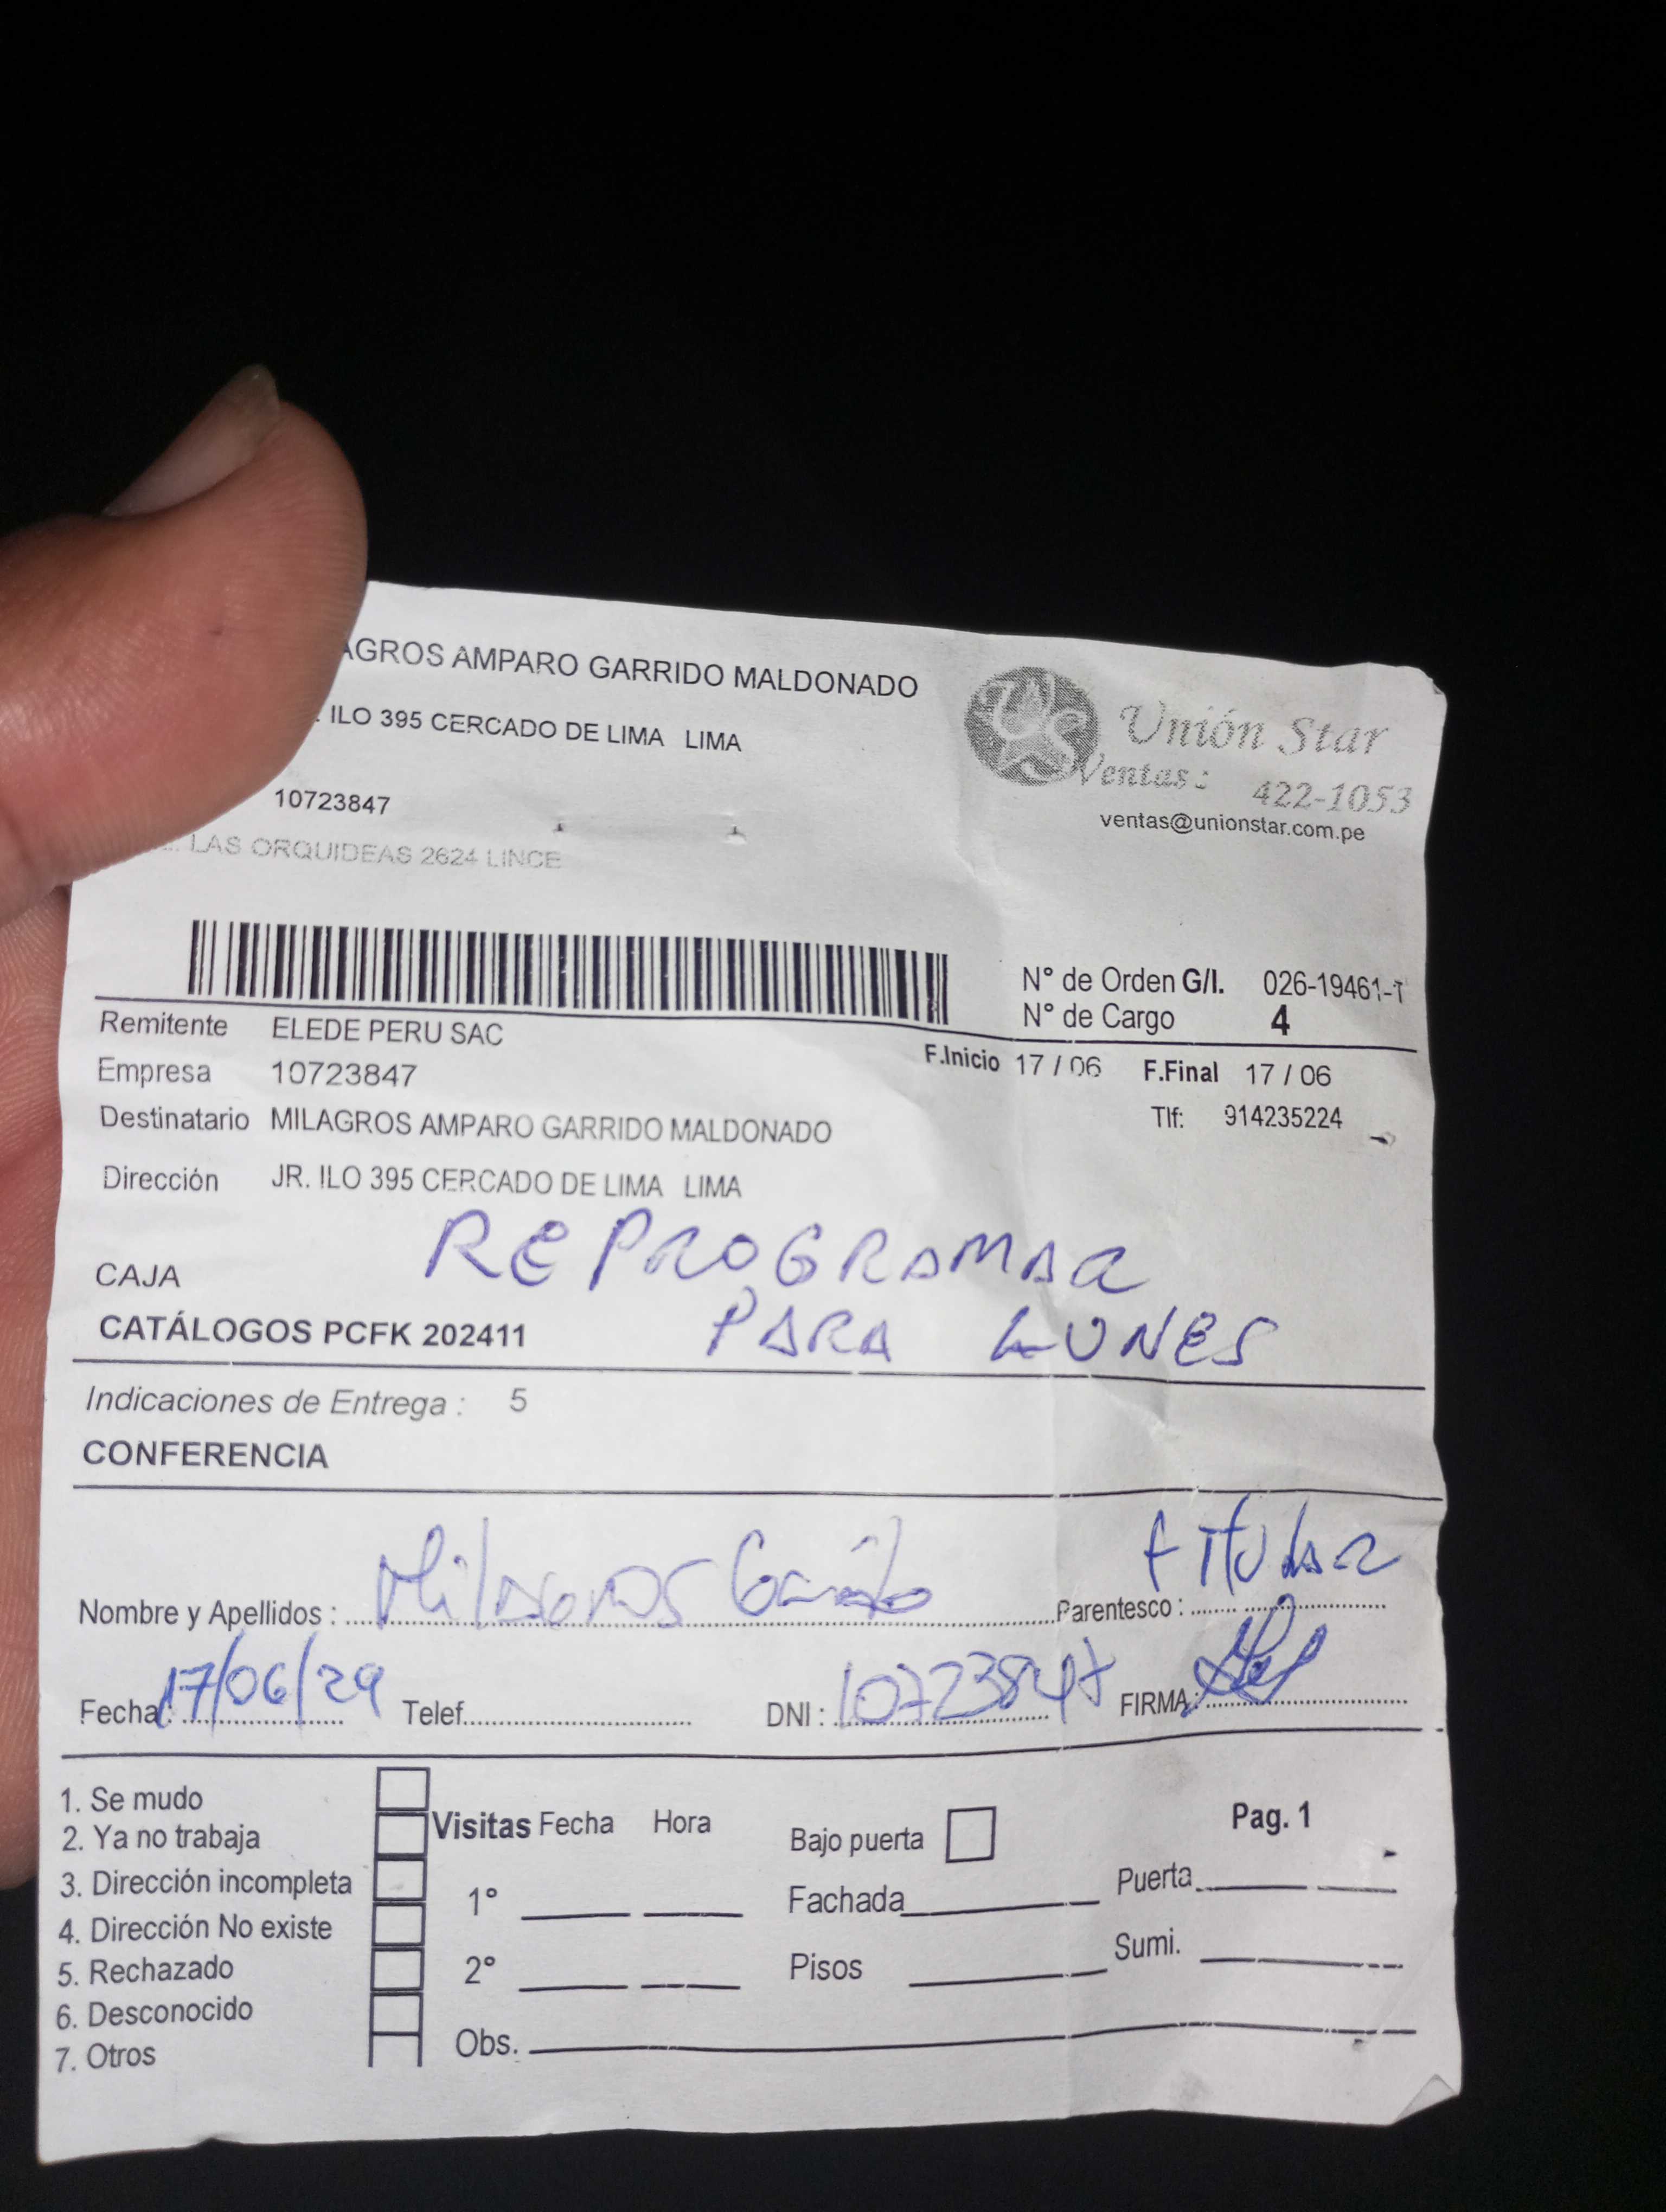 AGROS AMPARO GARRIDO MALDONADO
ILO 395 CERCADO DE LIMA LIMA
10723847
LAS ORQUIDEAS 2624 LINCE
Unión Star
Ventas: 422-1053
ventas@unionstar.com.pe
N° de Orden G/I. 026-19461-1
N° de Cargo 4
Remitente ELEDE PERU SAC
F.Inicio 17 / 06 F.Final 17 / 06
Empresa 10723847
Tlf: 914235224
Destinatario MILAGROS AMPARO GARRIDO MALDONADO
Dirección JR. ILO 395 CERCADO DE LIMA LIMA
REPROGRAMAR
CAJA
PARA LUNES
CATÁLOGOS PCFK 202411
Indicaciones de Entrega : 5
CONFERENCIA
Nombre y Apellidos : Milagros Garrido Parentesco : Titular
Fecha: 17/06/24 Telef. DNI : 10723847 FIRMA:
1. Se mudo
2. Ya no trabaja
3. Dirección incompleta
4. Dirección No existe
5. Rechazado
6. Desconocido
7. Otros
Visitas Fecha Hora
1°
2°
Obs.
Bajo puerta
Fachada
Pisos
Pag. 1
Puerta
Sumi.